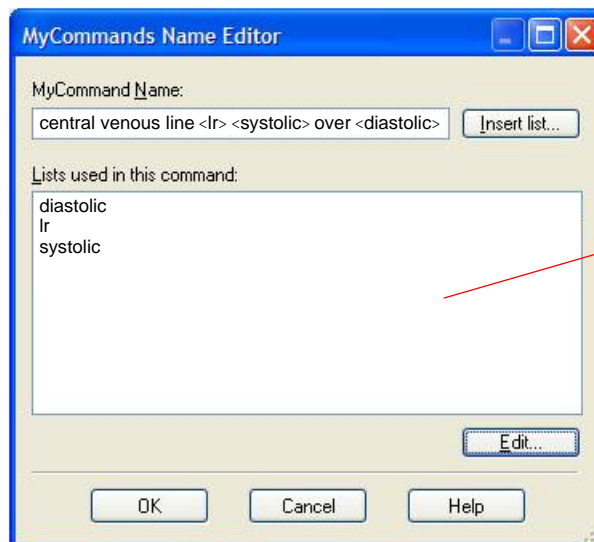 MyCommands Name Editor
MyCommand Name:
central venous line <lr> <systolic> over <diastolic>
Insert list...
Lists used in this command:
diastolic
lr
systolic
Edit...
OK Cancel Help